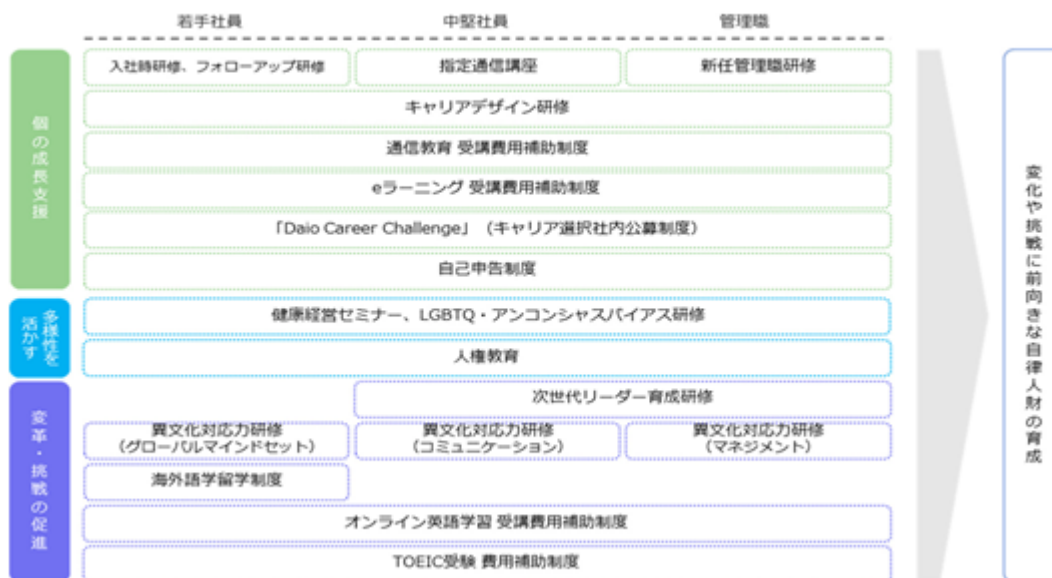 若手社員
中堅社員
管理職
個の成長支援
入社時研修、フォローアップ研修
指定通信講座
新任管理職研修
キャリアデザイン研修
通信教育 受講費用補助制度
eラーニング 受講費用補助制度
「Daio Career Challenge」（キャリア選択社内公募制度）
自己申告制度
多様性を
活かす
健康経営セミナー、LGBTQ・アンコンシャスバイアス研修
人権教育
変革・挑戦の促進
次世代リーダー育成研修
異文化対応力研修
（グローバルマインドセット）
異文化対応力研修
（コミュニケーション）
異文化対応力研修
（マネジメント）
海外語学留学制度
オンライン英語学習 受講費用補助制度
TOEIC受験 費用補助制度
変化や挑戦に前向きな自律人財の育成